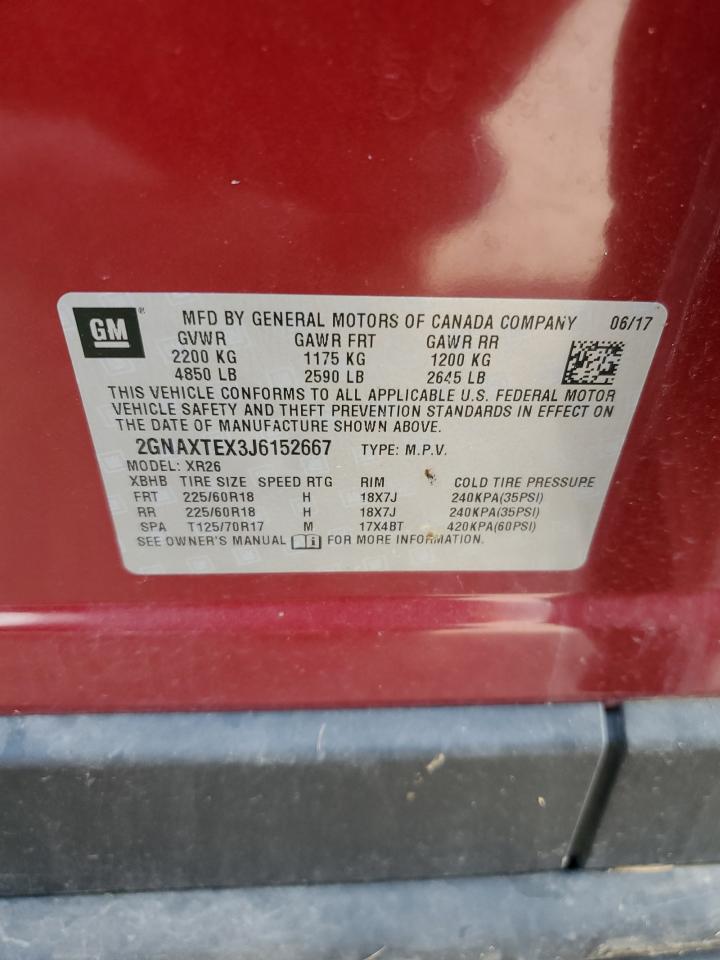 GM ® MFD BY GENERAL MOTORS OF CANADA COMPANY 06/17
GVWR GAWR FRT GAWR RR
2200 KG 1175 KG 1200 KG
4850 LB 2590 LB 2645 LB
THIS VEHICLE CONFORMS TO ALL APPLICABLE U.S. FEDERAL MOTOR
VEHICLE SAFETY AND THEFT PREVENTION STANDARDS IN EFFECT ON
THE DATE OF MANUFACTURE SHOWN ABOVE.
2GNAXTEX3J6152667 TYPE: M.P.V.
MODEL: XR26
XBHB TIRE SIZE SPEED RTG RIM COLD TIRE PRESSURE
FRT 225/60R18 H 18X7J 240KPA(35PSI)
RR 225/60R18 H 18X7J 240KPA(35PSI)
SPA T125/70R17 M 17X4BT 420KPA(60PSI)
SEE OWNER'S MANUAL i FOR MORE INFORMATION.